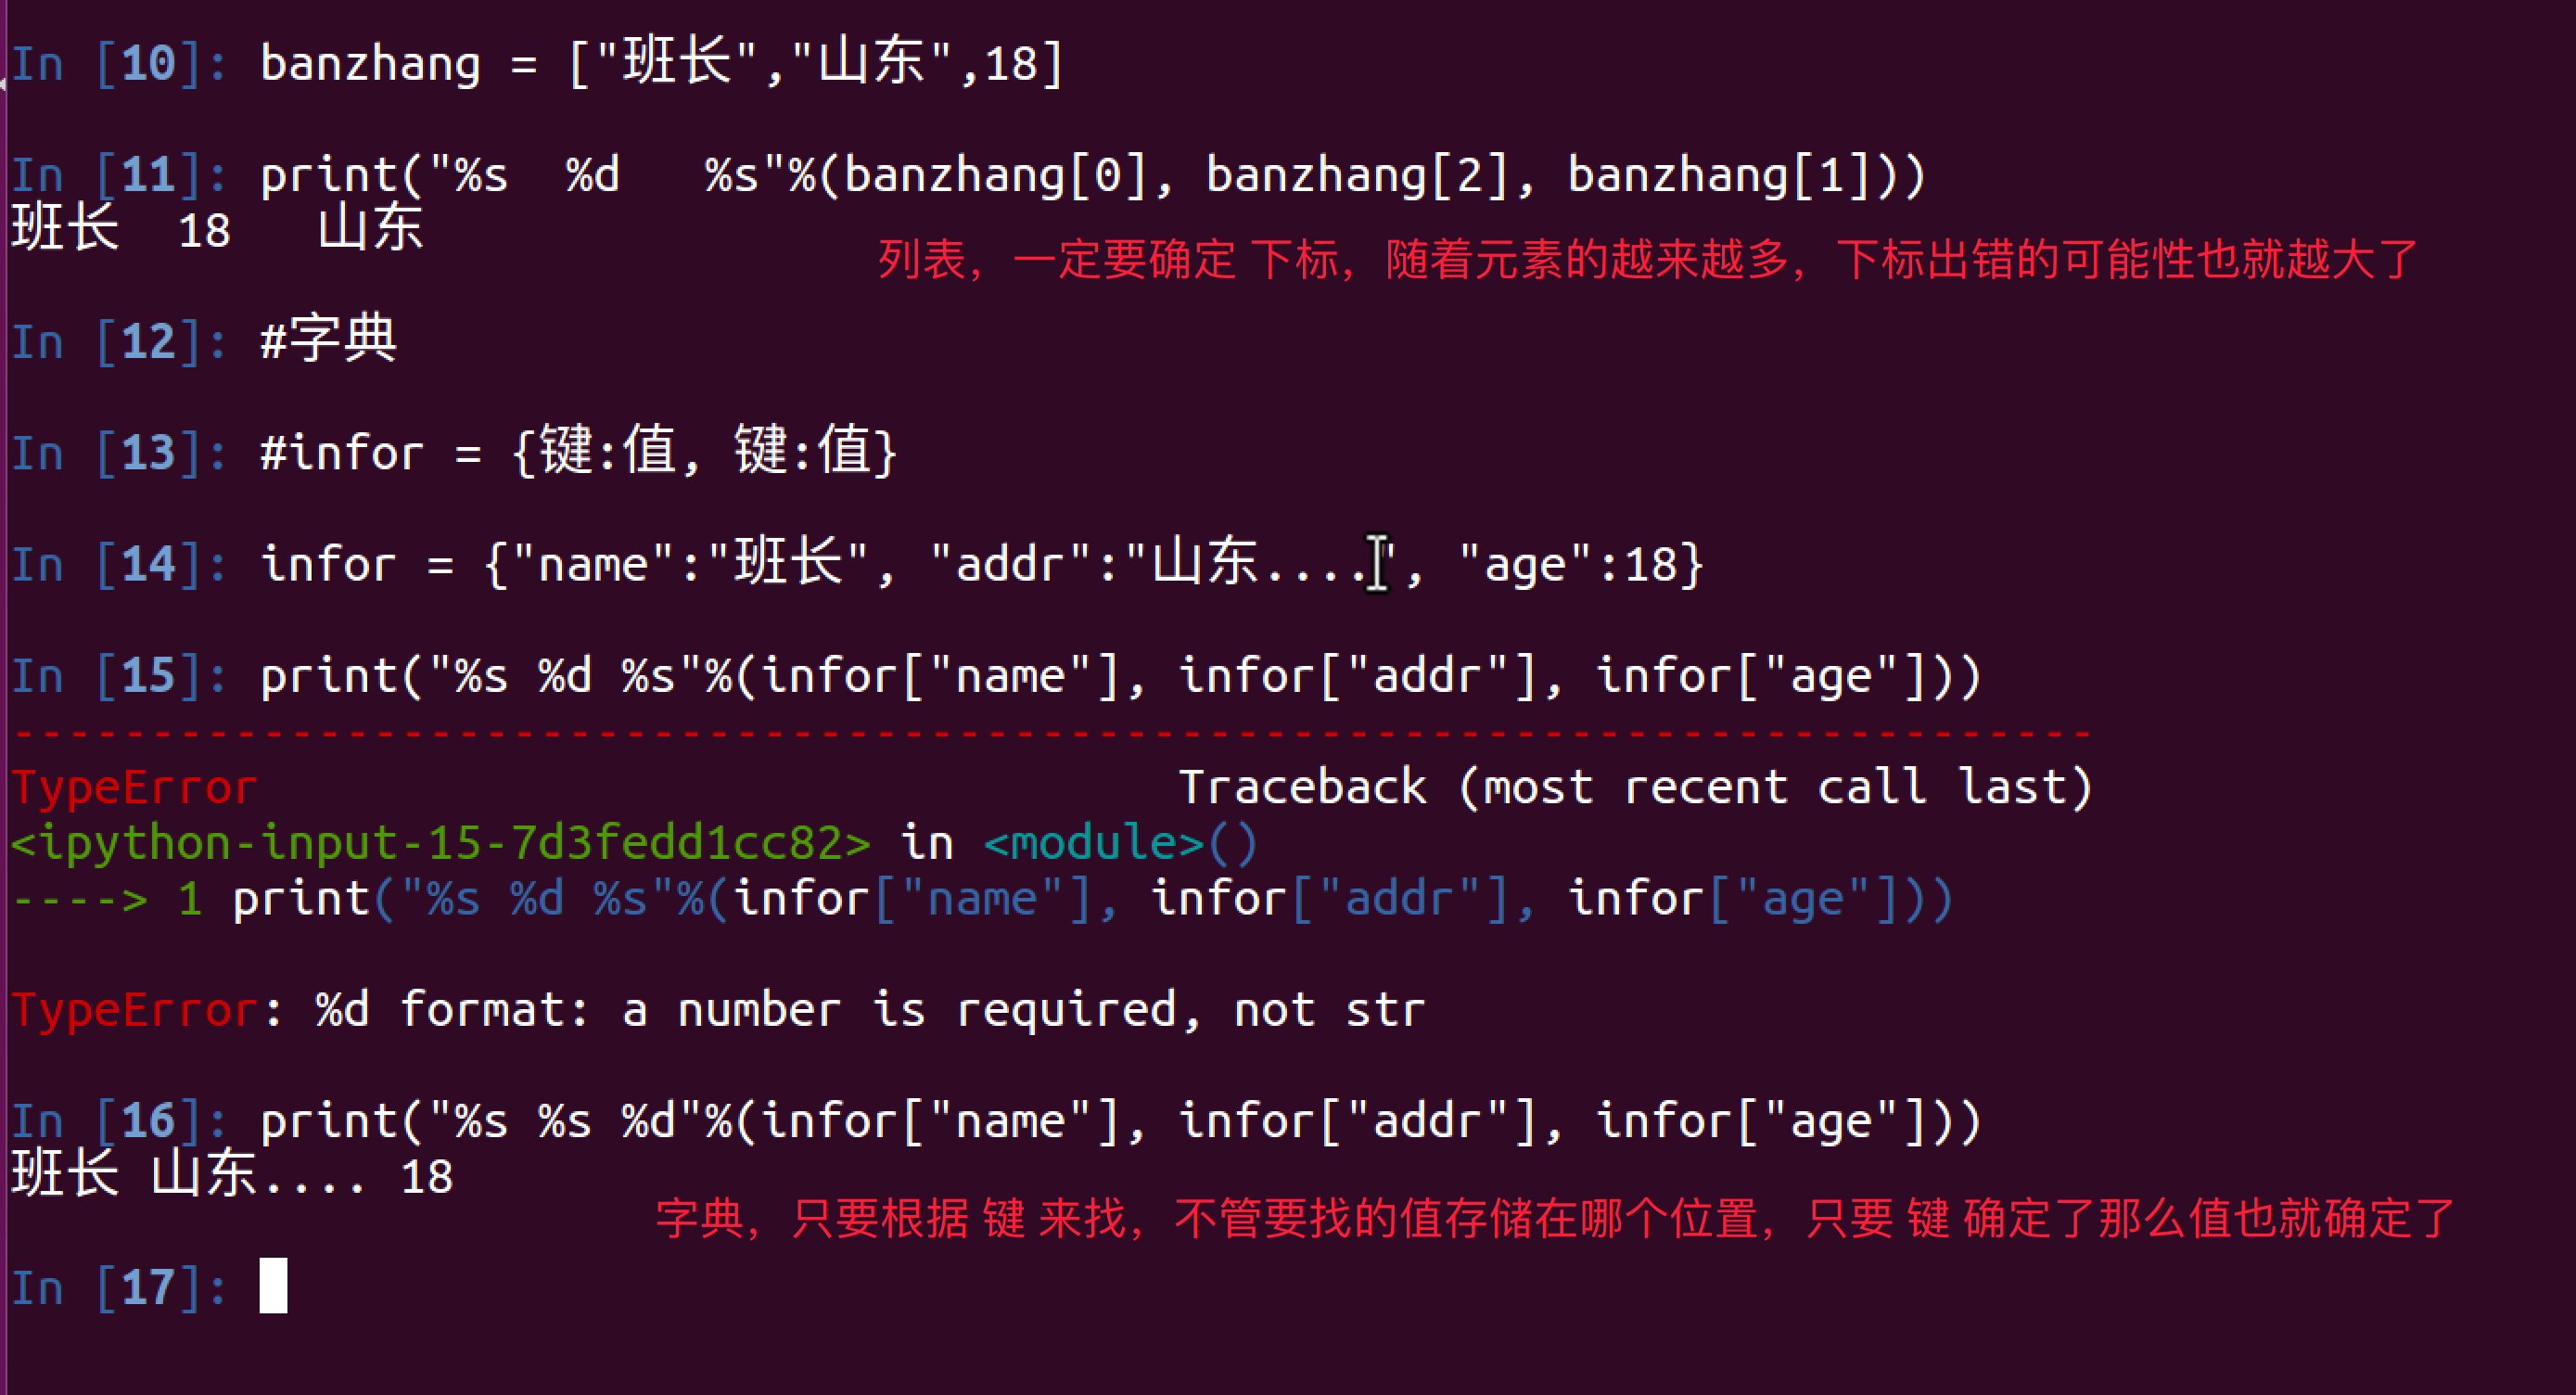 In [10]: banzhang = ["班长","山东",18]
In [11]: print("%s  %d   %s"%(banzhang[0], banzhang[2], banzhang[1]))
班长  18   山东
列表，一定要确定 下标，随着元素的越来越多，下标出错的可能性也就越大了
In [12]: #字典
In [13]: #infor = {键:值, 键:值}
In [14]: infor = {"name":"班长", "addr":"山东....", "age":18}
In [15]: print("%s %d %s"%(infor["name"], infor["addr"], infor["age"]))
---------------------------------------------------------------------------
TypeError                                 Traceback (most recent call last)
<ipython-input-15-7d3fedd1cc82> in <module>()
----> 1 print("%s %d %s"%(infor["name"], infor["addr"], infor["age"]))
TypeError: %d format: a number is required, not str
In [16]: print("%s %s %d"%(infor["name"], infor["addr"], infor["age"]))
班长 山东.... 18
字典，只要根据 键 来找，不管要找的值存储在哪个位置，只要 键 确定了那么值也就确定了
In [17]: